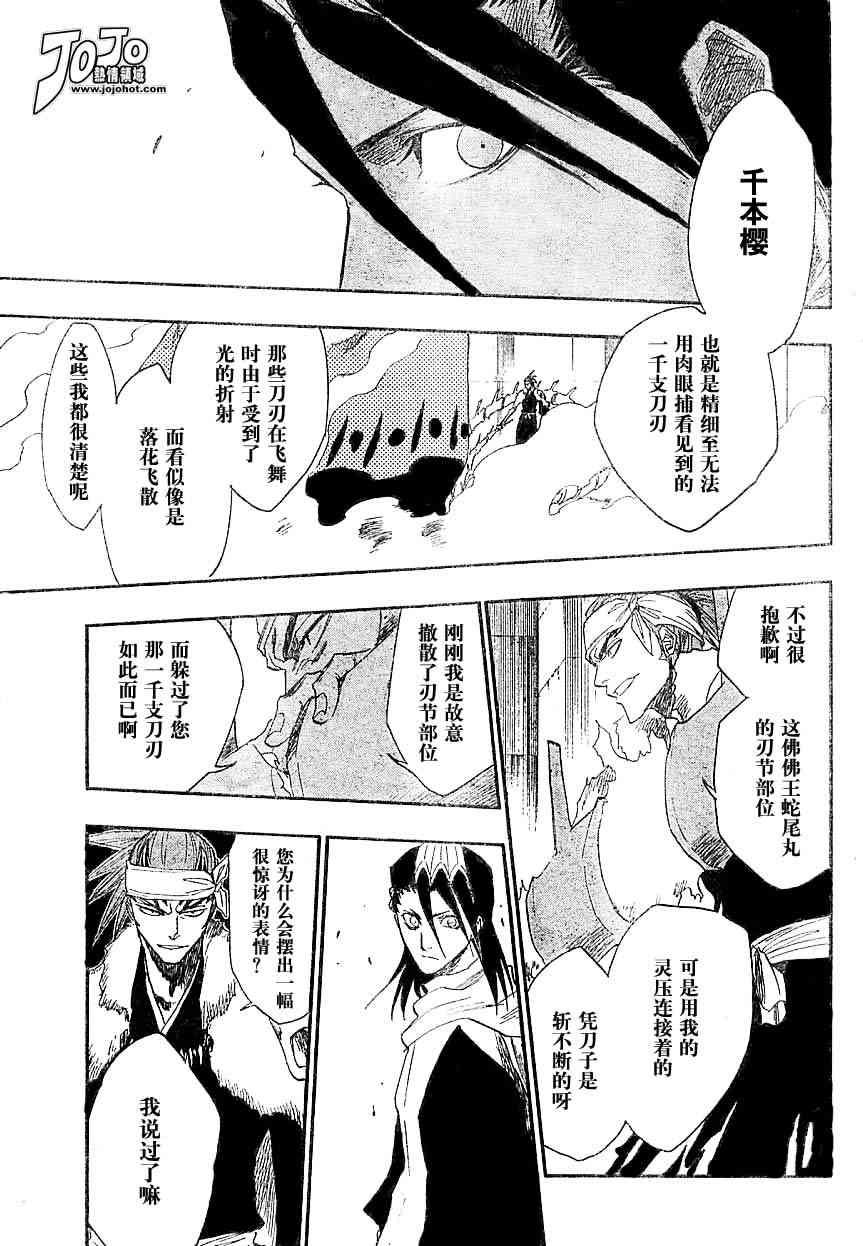 JOJO
熱情領域
www.jojohot.com
千本樱
也就是精细至无法
用肉眼捕看见到的
一千支刀刃
那些刀刃在飞舞
时由于受到了
光的折射
而看似像是
落花飞散
这些我都很清楚呢
不过很
抱歉啊
这佛佛王蛇尾丸
的刃节部位
可是用我的
灵压连接着的
凭刀子是
斩不断的呀
刚刚我是故意
撤散了刃节部位
而躲过了您
那一千支刀刃
如此而已啊
您为什么会摆出一幅
很惊讶的表情？
我说过了嘛